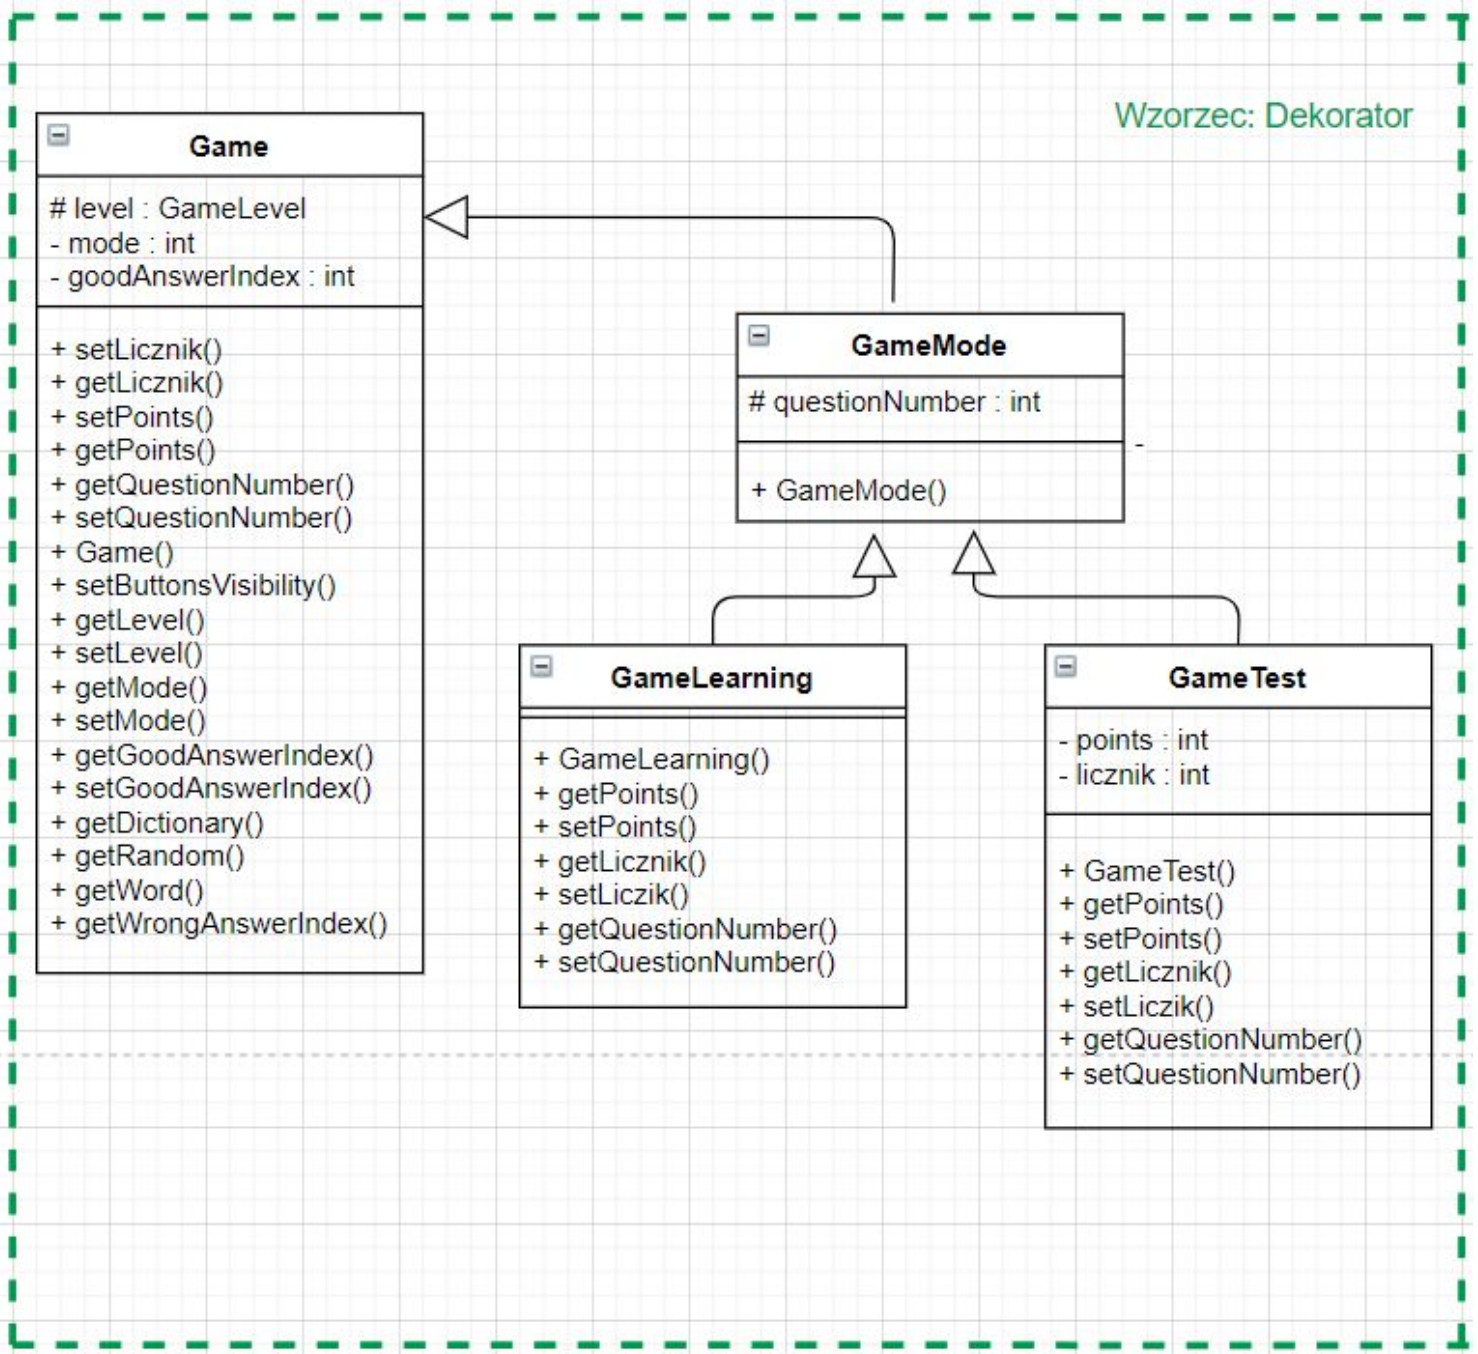 Wzorzec: Dekorator
Game
# level : GameLevel
- mode : int
- goodAnswerIndex : int
+ setLicznik()
+ getLicznik()
+ setPoints()
+ getPoints()
+ getQuestionNumber()
+ setQuestionNumber()
+ Game()
+ setButtonsVisibility()
+ getLevel()
+ setLevel()
+ getMode()
+ setMode()
+ getGoodAnswerIndex()
+ setGoodAnswerIndex()
+ getDictionary()
+ getRandom()
+ getWord()
+ getWrongAnswerIndex()
GameMode
# questionNumber : int
-
+ GameMode()
GameLearning
+ GameLearning()
+ getPoints()
+ setPoints()
+ getLicznik()
+ setLiczik()
+ getQuestionNumber()
+ setQuestionNumber()
GameTest
- points : int
- licznik : int
+ GameTest()
+ getPoints()
+ setPoints()
+ getLicznik()
+ setLiczik()
+ getQuestionNumber()
+ setQuestionNumber()